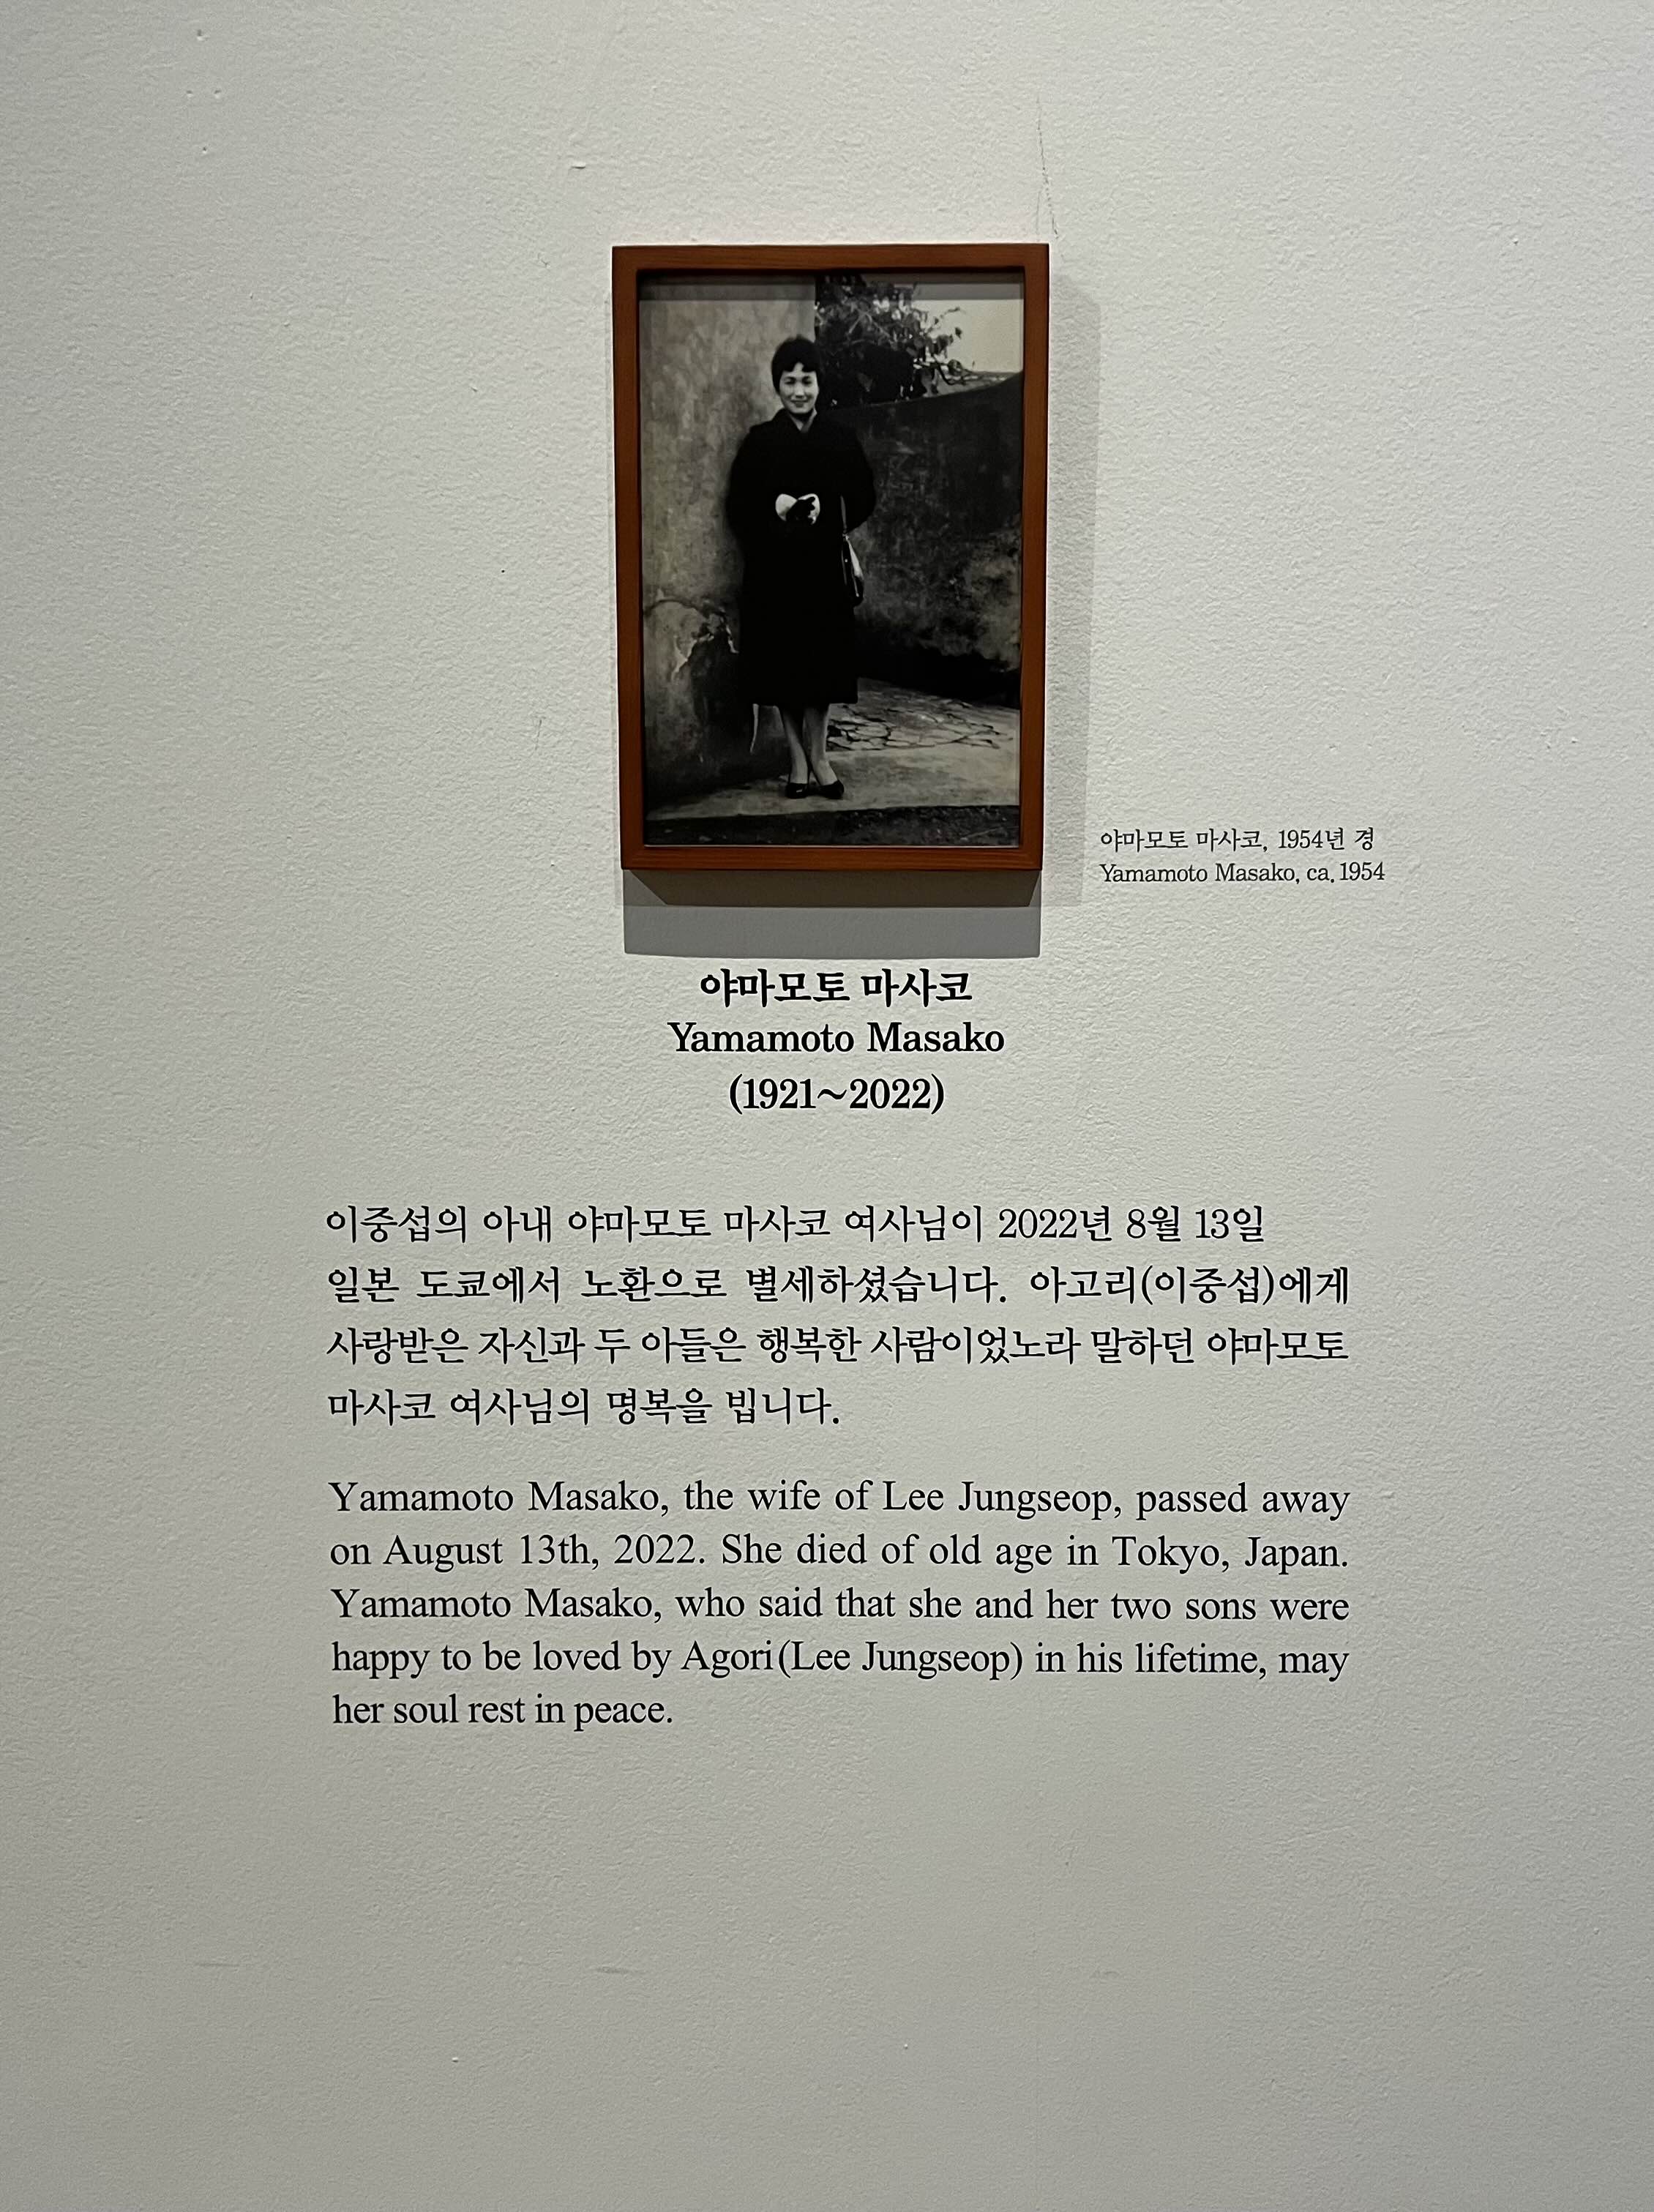 야마모토 마사코, 1954년 경
Yamamoto Masako, ca. 1954
야마모토 마사코
Yamamoto Masako
(1921~2022)
이중섭의 아내 야마모토 마사코 여사님이 2022년 8월 13일
일본 도쿄에서 노환으로 별세하셨습니다. 아고리(이중섭)에게
사랑받은 자신과 두 아들은 행복한 사람이었노라 말하던 야마모토
마사코 여사님의 명복을 빕니다.
Yamamoto Masako, the wife of Lee Jungseop, passed away
on August 13th, 2022. She died of old age in Tokyo, Japan.
Yamamoto Masako, who said that she and her two sons were
happy to be loved by Agori(Lee Jungseop) in his lifetime, may
her soul rest in peace.